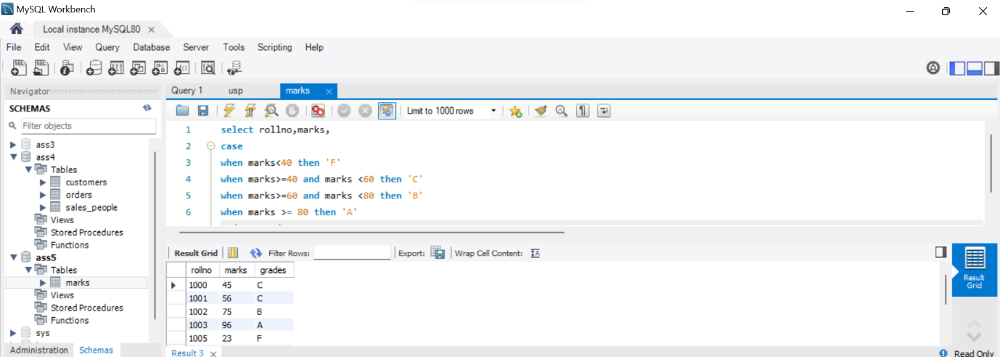 MySQL Workbench
Local instance MySQL80
File Edit View Query Database Server Tools Scripting Help
Navigator
SCHEMAS
Filter objects
ass3
ass4
Tables
customers
orders
sales_people
Views
Stored Procedures
Functions
ass5
Tables
marks
Views
Stored Procedures
Functions
sys
Administration Schemas
Query 1 usp marks
Limit to 1000 rows
1 select rollno,marks,
2 case
3 when marks<40 then 'F'
4 when marks>=40 and marks <60 then 'C'
5 when marks>=60 and marks <80 then 'B'
6 when marks >= 80 then 'A'
Result Grid Filter Rows: Export: Wrap Cell Content:
rollno marks grades
1000 45 C
1001 56 C
1002 75 B
1003 96 A
1005 23 F
Result Grid
Result 3
Read Only